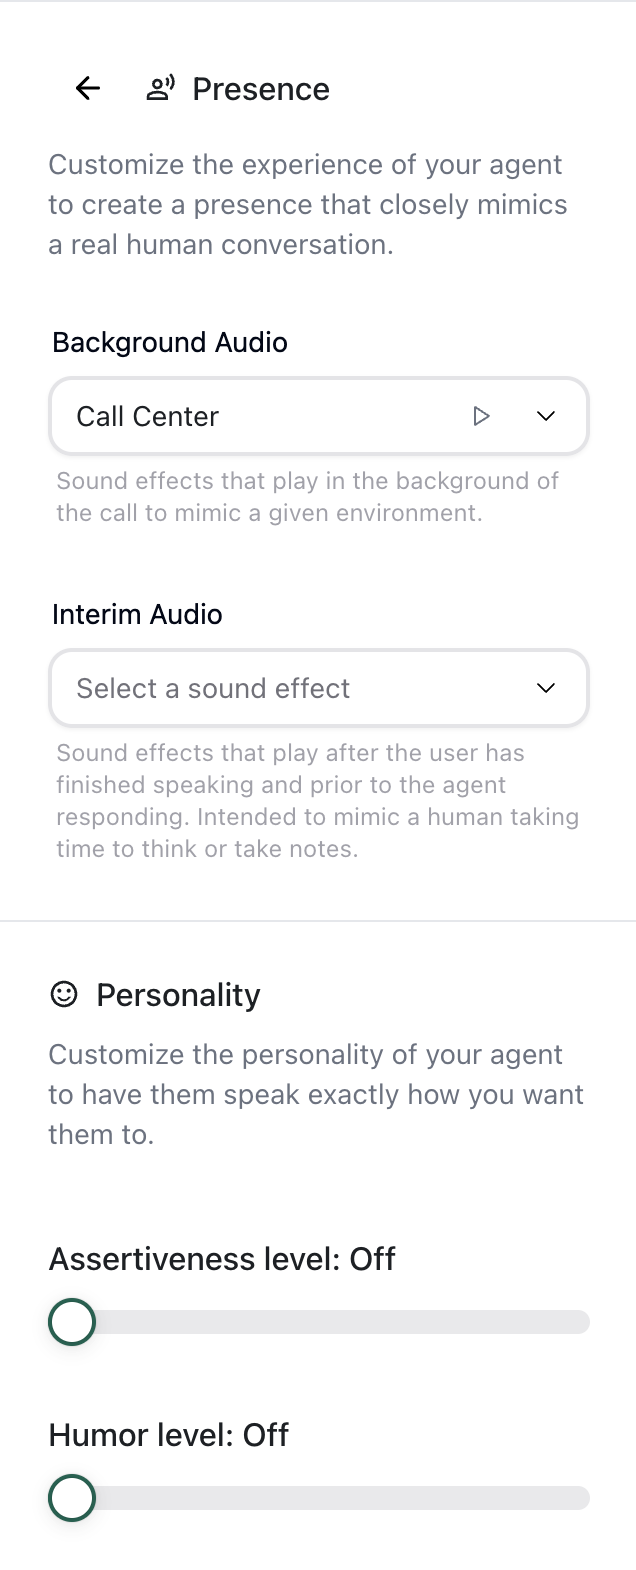 Presence
Customize the experience of your agent
to create a presence that closely mimics
a real human conversation.
Background Audio
Call Center
Sound effects that play in the background of
the call to mimic a given environment.
Interim Audio
Select a sound effect
Sound effects that play after the user has
finished speaking and prior to the agent
responding. Intended to mimic a human taking
time to think or take notes.
Personality
Customize the personality of your agent
to have them speak exactly how you want
them to.
Assertiveness level: Off
Humor level: Off